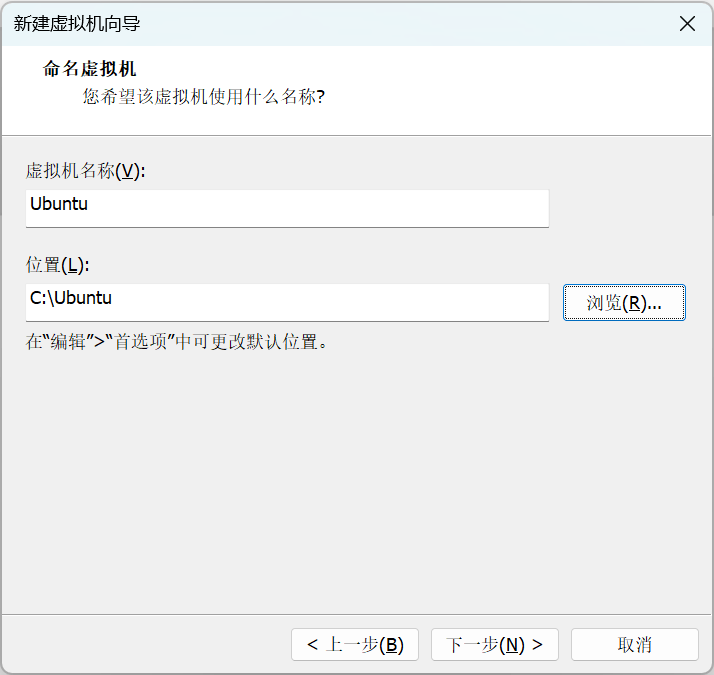 新建虚拟机向导
命名虚拟机
您希望该虚拟机使用什么名称?
虚拟机名称(V):
Ubuntu
位置(L):
C:\Ubuntu
浏览(R)...
在“编辑”>“首选项”中可更改默认位置。
< 上一步(B)
下一步(N) >
取消